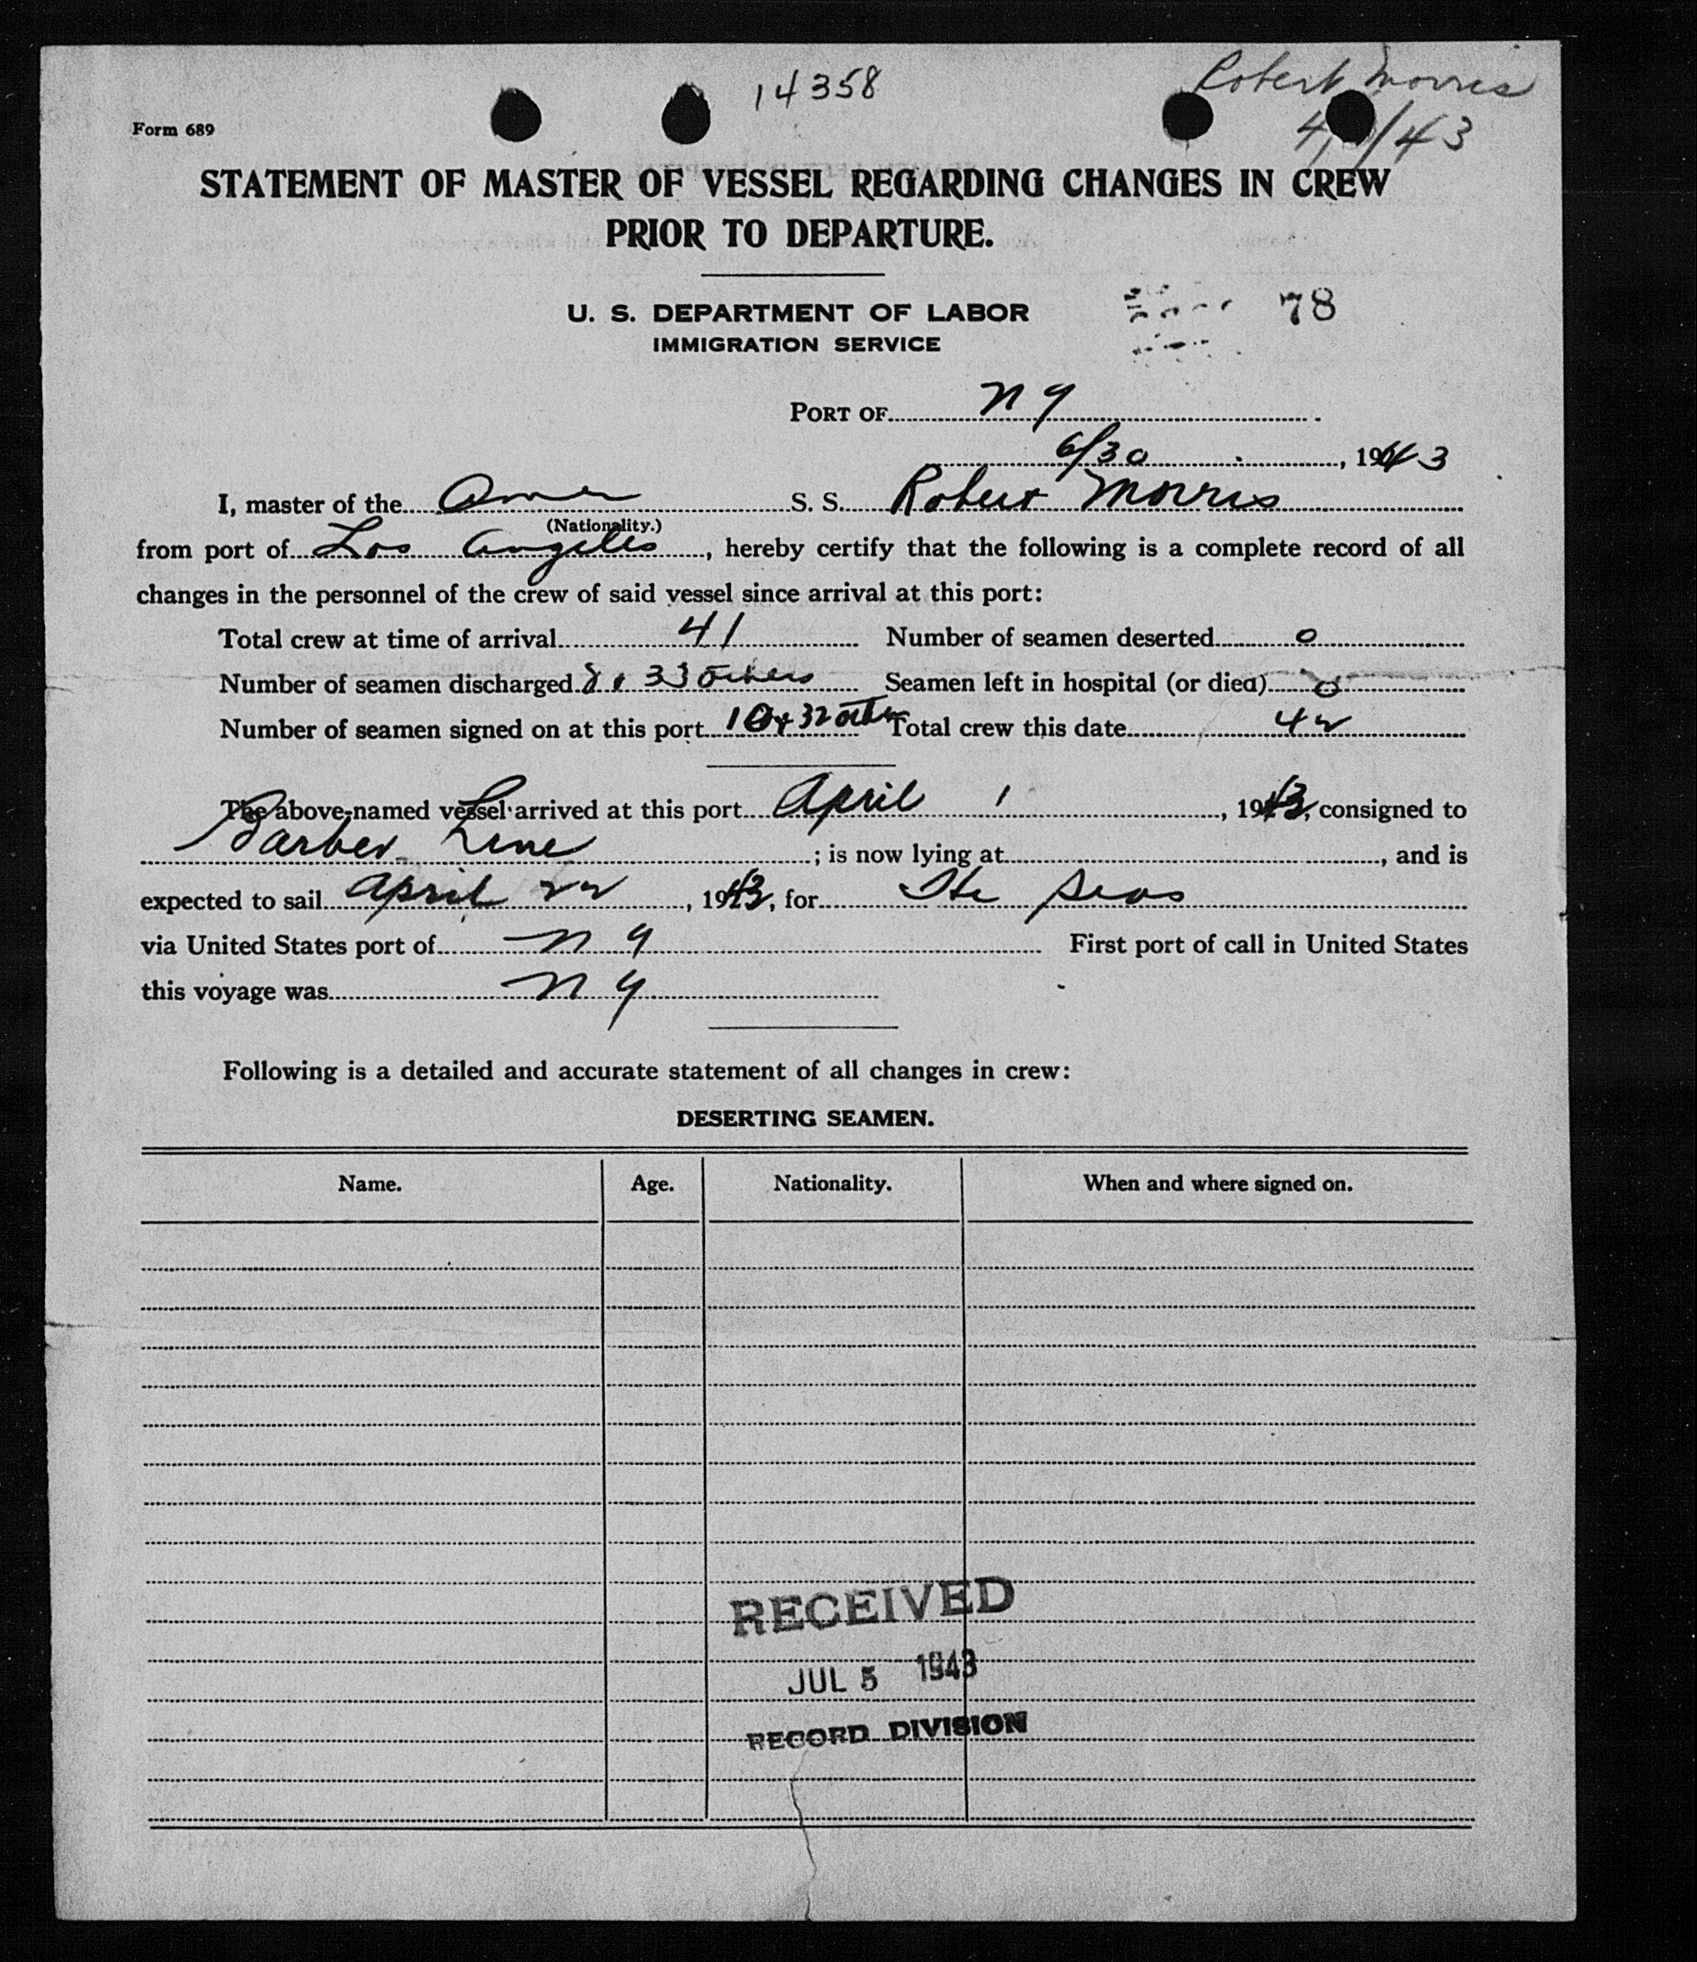 14358
Robert Morris
4/1/43
Form 689
STATEMENT OF MASTER OF VESSEL REGARDING CHANGES IN CREW
PRIOR TO DEPARTURE.
U. S. DEPARTMENT OF LABOR
IMMIGRATION SERVICE
78
PORT OF N Y
6/30, 1943
I, master of the Amer S. S. Robert Morris
(Nationality.)
from port of Los Angeles, hereby certify that the following is a complete record of all
changes in the personnel of the crew of said vessel since arrival at this port:
Total crew at time of arrival 41 Number of seamen deserted 0
Number of seamen discharged 8 + 33 others Seamen left in hospital (or died) 0
Number of seamen signed on at this port 10 + 32 others Total crew this date 42
The above-named vessel arrived at this port April 1, 1943, consigned to
Barber Line; is now lying at, and is
expected to sail April 22, 1943, for The Seas
via United States port of N Y First port of call in United States
this voyage was N Y
Following is a detailed and accurate statement of all changes in crew:
DESERTING SEAMEN.
Name. Age. Nationality. When and where signed on.
RECEIVED
JUL 5 1943
RECORD DIVISION